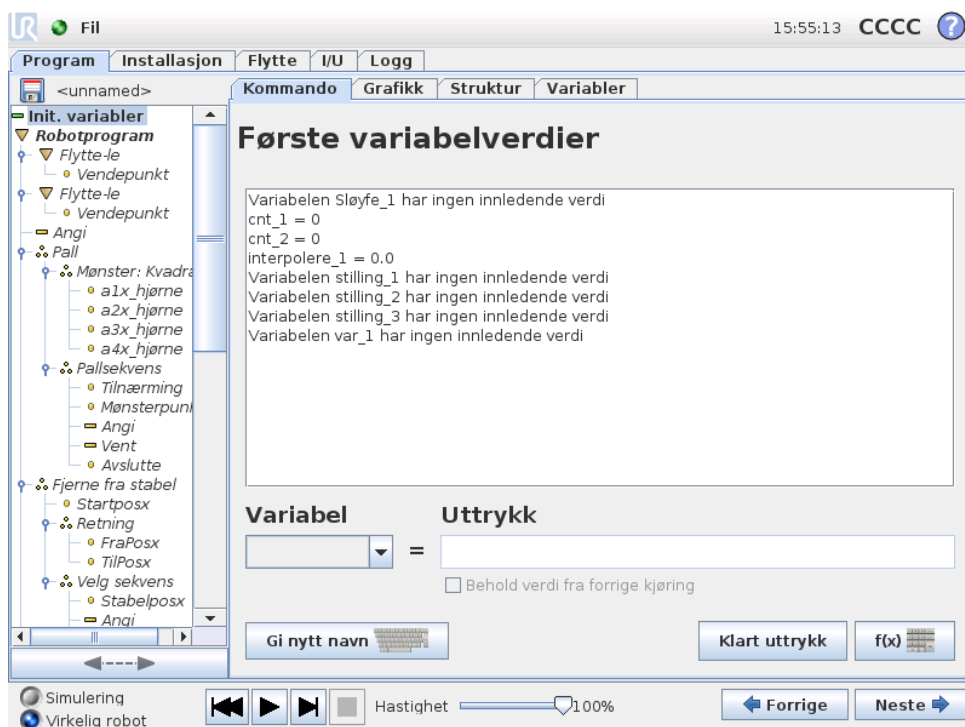 UR Fil 15:55:13 CCCC ?
Program Installasjon Flytte I/U Logg
<unnamed>
Kommando Grafikk Struktur Variabler
Init. variabler
Robotprogram
Flytte-le
Vendepunkt
Flytte-le
Vendepunkt
Angi
Pall
Mønster: Kvadra
a1x_hjørne
a2x_hjørne
a3x_hjørne
a4x_hjørne
Pallsekvens
Tilnærming
Mønsterpunk
Angi
Vent
Avslutte
Fjerne fra stabel
Startposx
Retning
FraPosx
TilPosx
Velg sekvens
Stabelposx
Angi
Første variabelverdier
Variabelen Sløyfe_1 har ingen innledende verdi
cnt_1 = 0
cnt_2 = 0
interpolere_1 = 0.0
Variabelen stilling_1 har ingen innledende verdi
Variabelen stilling_2 har ingen innledende verdi
Variabelen stilling_3 har ingen innledende verdi
Variabelen var_1 har ingen innledende verdi
Variabel Uttrykk
=
Behold verdi fra forrige kjøring
Gi nytt navn Klart uttrykk f(x)
Simulering
Virkelig robot
Hastighet 100% Forrige Neste